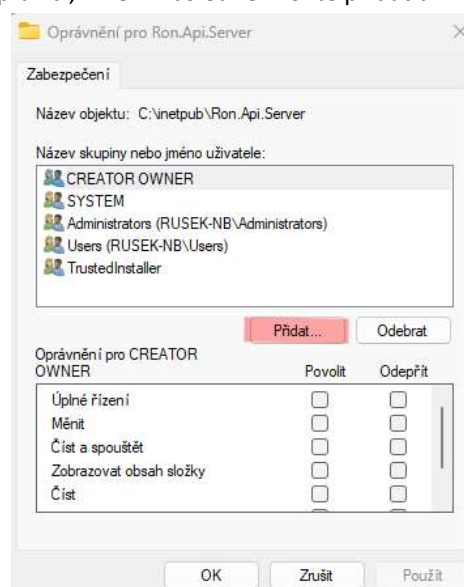 Oprávnění pro Ron.Api.Server
Zabezpečení
Název objektu: C:\inetpub\Ron.Api.Server
Název skupiny nebo jméno uživatele:
CREATOR OWNER
SYSTEM
Administrators (RUSEK-NB\Administrators)
Users (RUSEK-NB\Users)
TrustedInstaller
Přidat... Odebrat
Oprávnění pro CREATOR
OWNER Povolit Odepřít
Úplné řízení
Měnit
Číst a spouštět
Zobrazovat obsah složky
Číst
OK Zrušit Použít